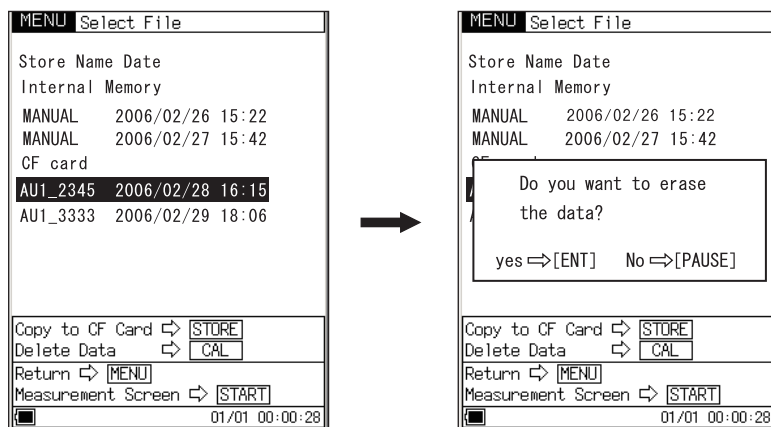 MENU Select File
Store Name Date
Internal Memory
MANUAL 2006/02/26 15:22
MANUAL 2006/02/27 15:42
CF card
AU1_2345 2006/02/28 16:15
AU1_3333 2006/02/29 18:06
Copy to CF Card ⇨ STORE
Delete Data ⇨ CAL
Return ⇨ MENU
Measurement Screen ⇨ START
01/01 00:00:28
MENU Select File
Store Name Date
Internal Memory
MANUAL 2006/02/26 15:22
MANUAL 2006/02/27 15:42
Do you want to erase
the data?
yes ⇨[ENT] No ⇨[PAUSE]
Copy to CF Card ⇨ STORE
Delete Data ⇨ CAL
Return ⇨ MENU
Measurement Screen ⇨ START
01/01 00:00:28